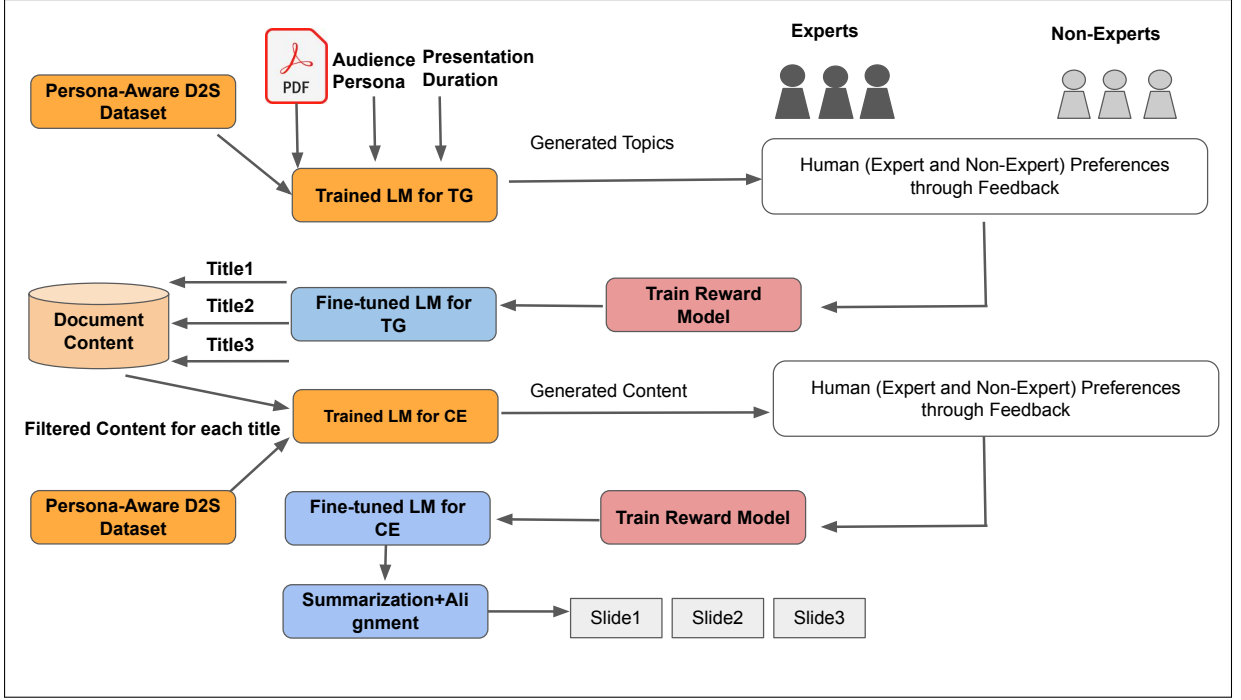 Experts
Non-Experts
Audience
Persona
Presentation
Duration
PDF
Persona-Aware D2S
Dataset
Generated Topics
Human (Expert and Non-Expert) Preferences
through Feedback
Trained LM for TG
Title1
Title2
Title3
Document
Content
Fine-tuned LM for
TG
Train Reward
Model
Generated Content
Human (Expert and Non-Expert) Preferences
through Feedback
Trained LM for CE
Filtered Content for each title
Persona-Aware D2S
Dataset
Fine-tuned LM for
CE
Train Reward Model
Summarization+Ali
gnment
Slide1
Slide2
Slide3